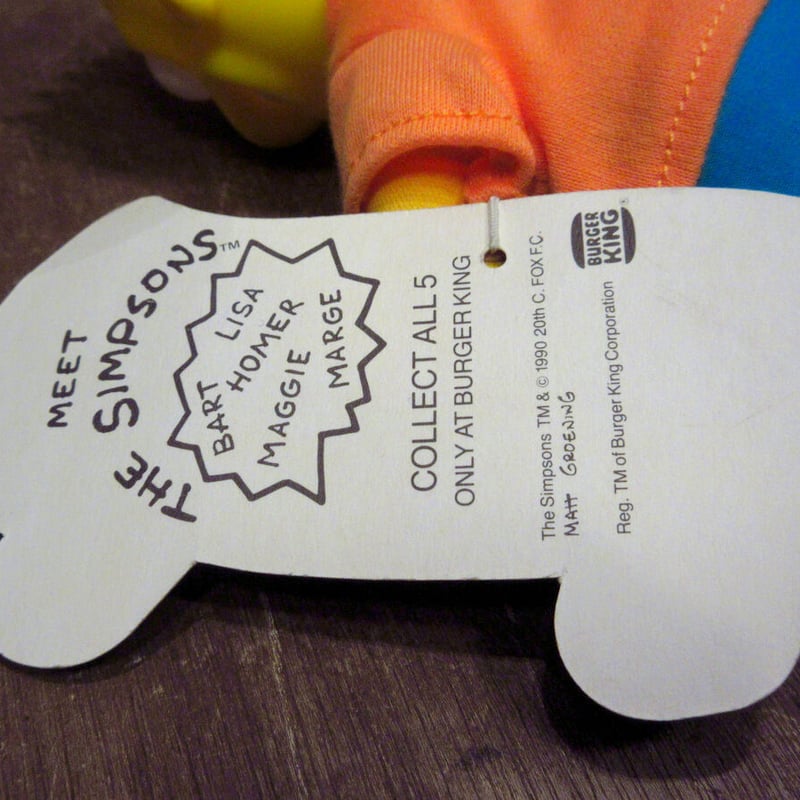 MEET
THE SIMPSONS™
BART
LISA
HOMER
MAGGIE
MARGE
COLLECT ALL 5
ONLY AT BURGER KING
The Simpsons TM & © 1990 20th C. FOX F.C.
MATT GROENING
BURGER
KING®
Reg. TM of Burger King Corporation